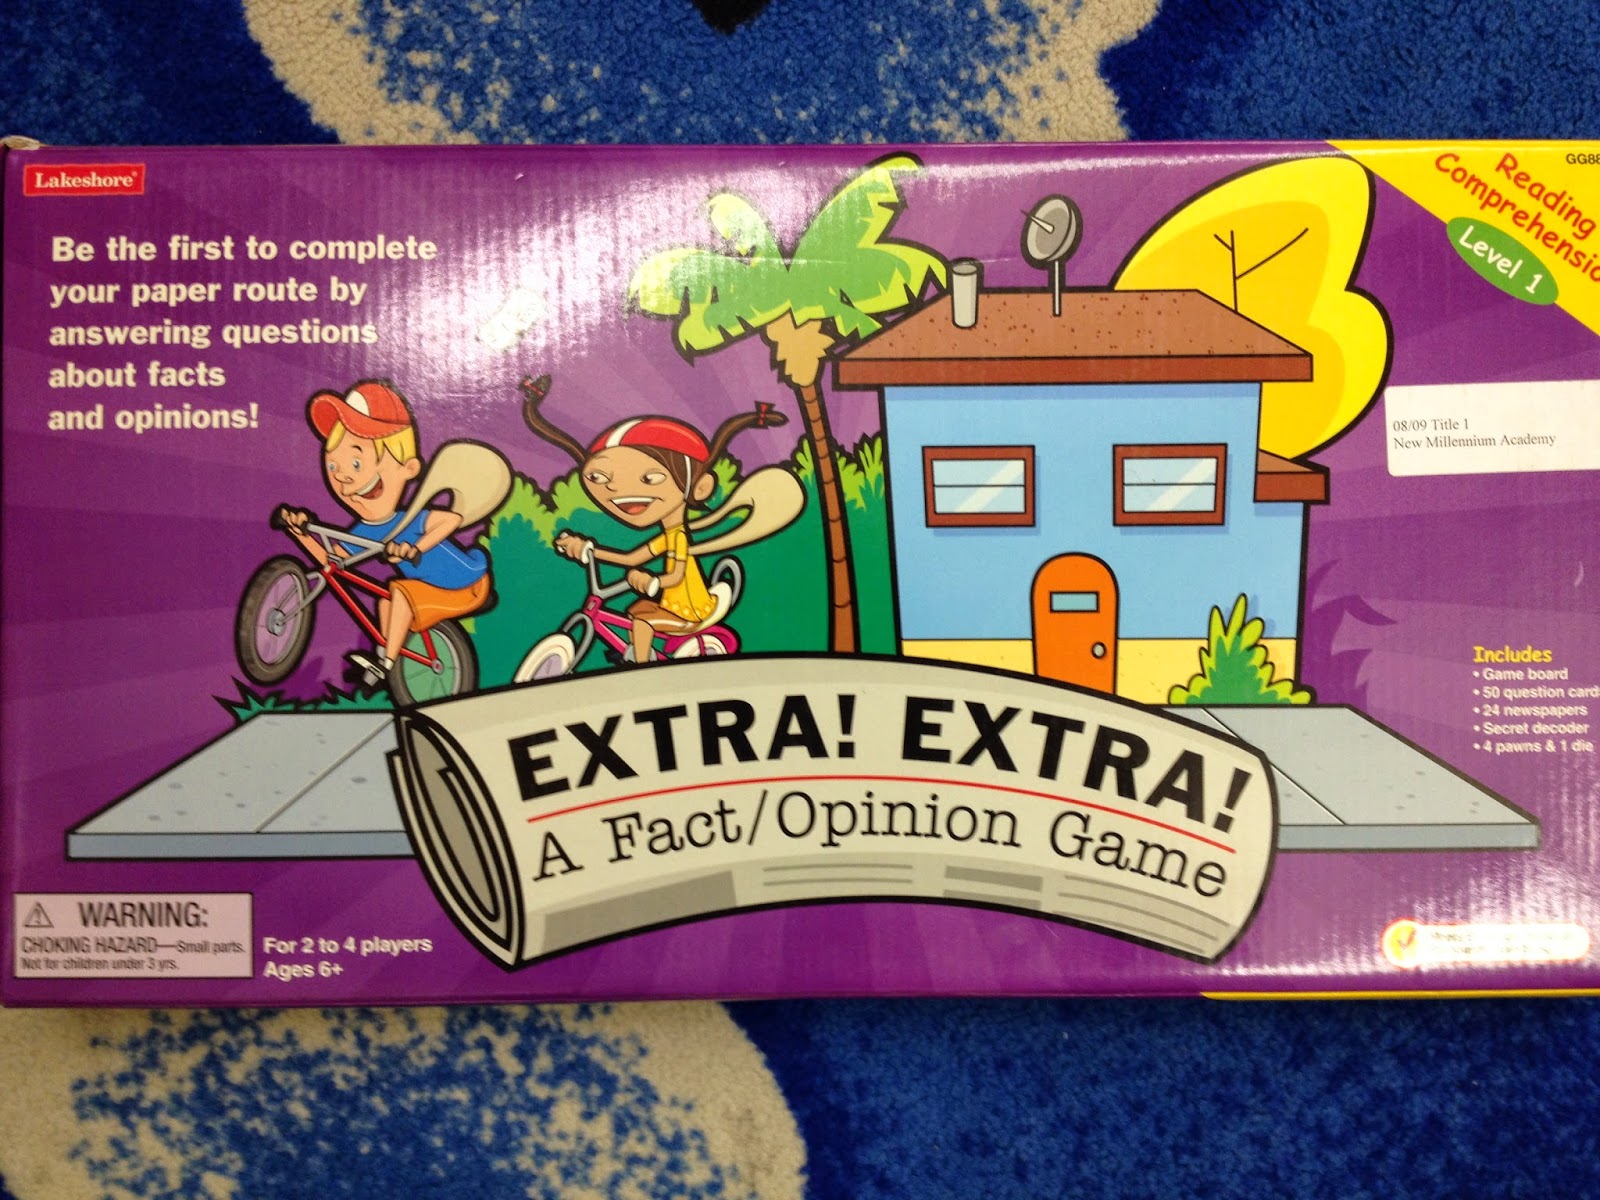 Lakeshore®
Be the first to complete
your paper route by
answering questions
about facts
and opinions!
GG88
Reading
Comprehensio
Level 1
08/09 Title 1
New Millennium Academy
Includes
• Game board
• 50 question card
• 24 newspapers
• Secret decoder
• 4 pawns & 1 die
EXTRA! EXTRA!
A Fact/Opinion Game
WARNING:
CHOKING HAZARD—Small parts.
Not for children under 3 yrs.
For 2 to 4 players
Ages 6+